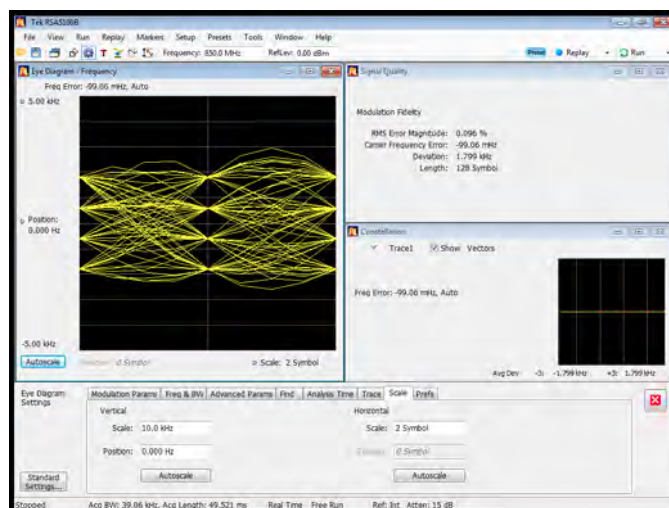 Tek RSA5100B
File View Run Replay Markers Setup Presets Tools Window Help
Frequency: 850.0 MHz RefLev: 0.00 dBm Preset Replay Run
Eye Diagram / Frequency
Freq Error: -99.06 mHz, Auto
5.00 kHz
Position:
0.000 Hz
-5.00 kHz
Autoscale
0 Symbol
Scale: 2 Symbol
Signal Quality
Modulation Fidelity
RMS Error Magnitude: 0.096 %
Carrier Frequency Error: -99.06 mHz
Deviation: 1.799 kHz
Length: 128 Symbol
Constellation
Trace1 Show Vectors
Freq Error: -99.06 mHz, Auto
Avg Dev -3: -1.799 kHz +3: 1.799 kHz
Eye Diagram
Settings
Modulation Params Freq & BW Advanced Params Find Analysis Time Trace Scale Prefs
Vertical Horizontal
Scale: 10.0 kHz Scale: 2 Symbol
Position: 0.000 Hz 0 Symbol
Autoscale Autoscale
Standard
Settings...
Stopped Acq BW: 39.06 kHz, Acq Length: 49.521 ms Real Time Free Run Ref: Int Atten: 15 dB